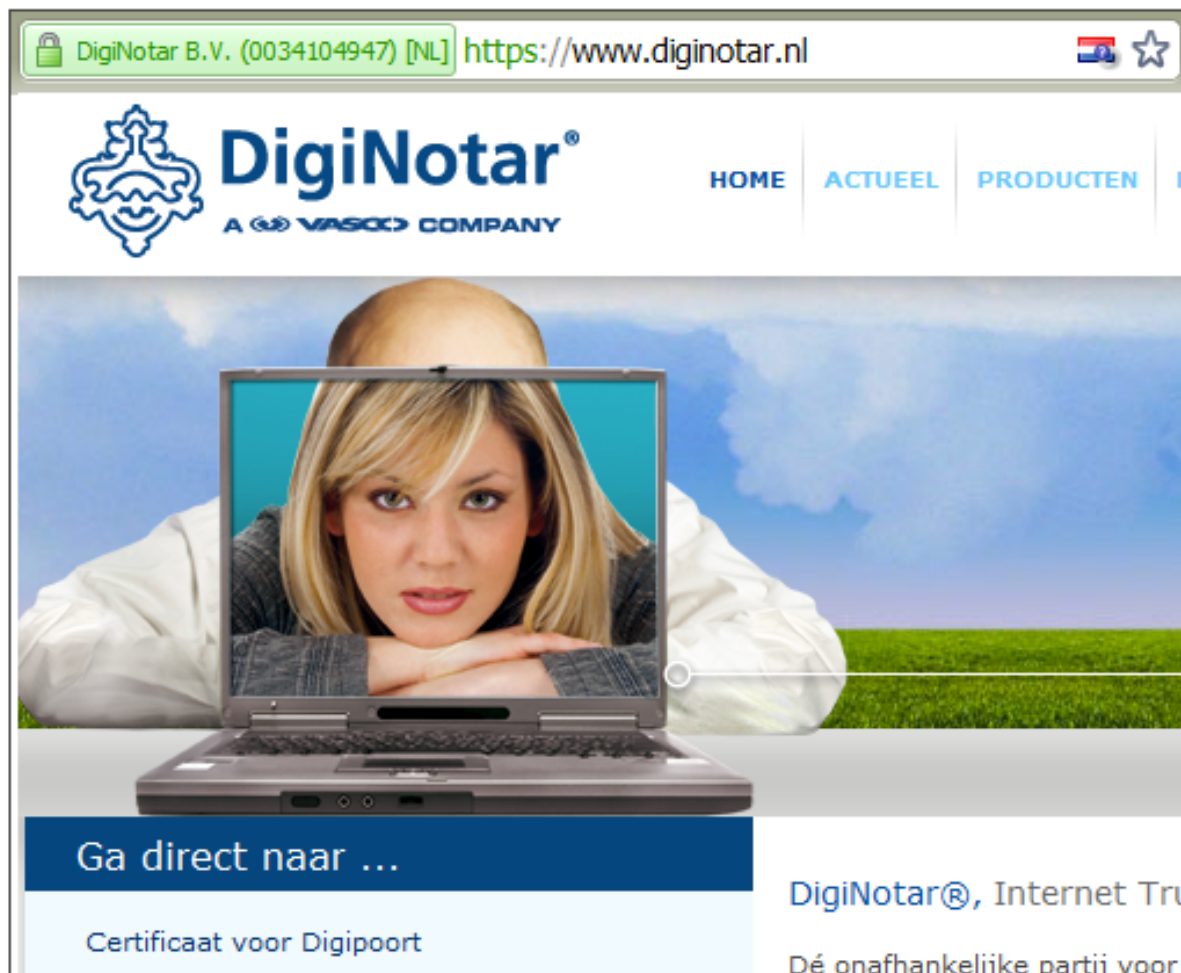 DigiNotar B.V. (0034104947) [NL] https://www.diginotar.nl
DigiNotar®
A VASCO COMPANY
HOME ACTUEEL PRODUCTEN
Ga direct naar ...
Certificaat voor Digipoort
DigiNotar®, Internet
Dé onafhankelijke partij voor